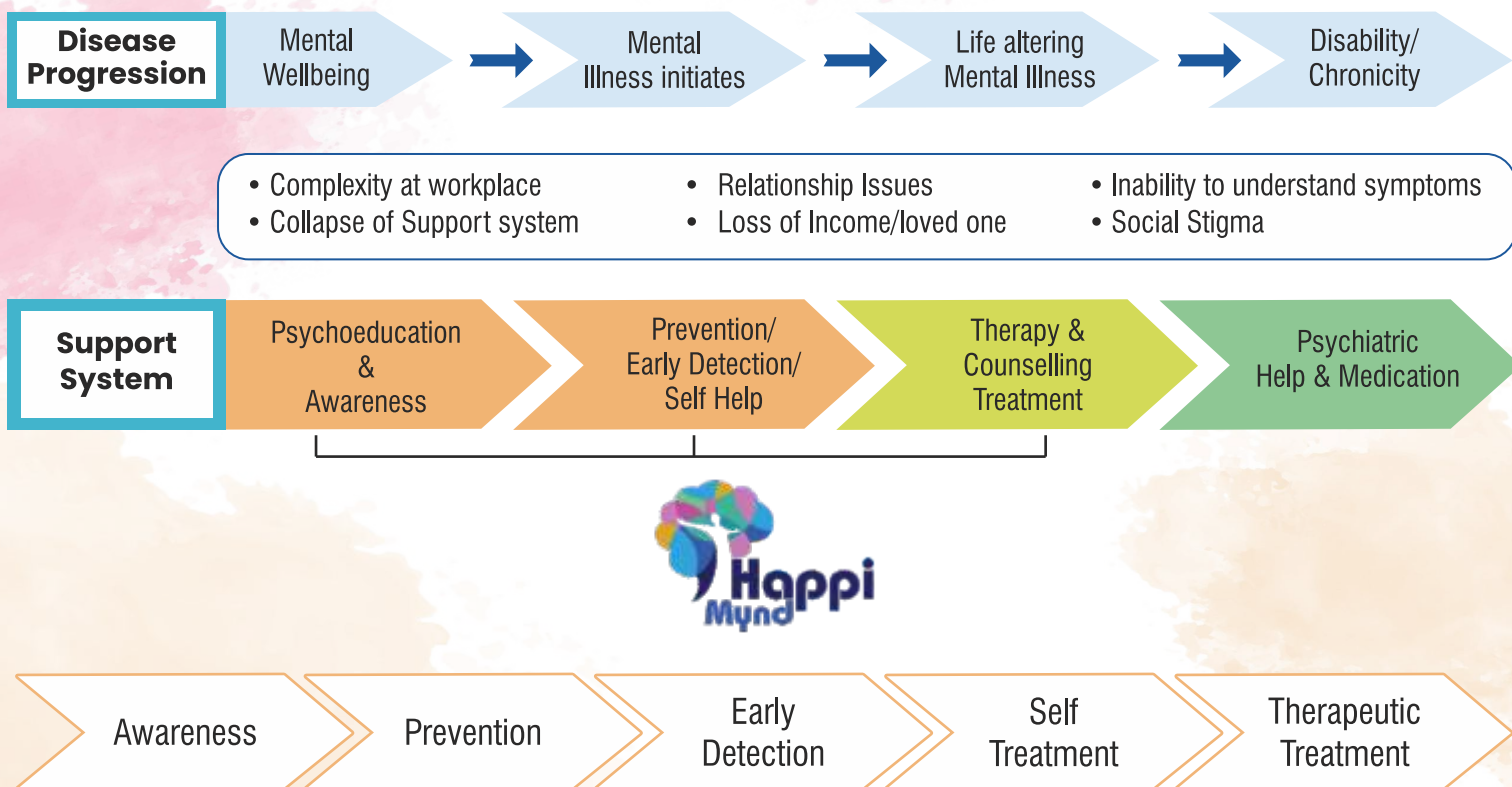 Disease
Progression
Mental
Wellbeing
Mental
Illness initiates
Life altering
Mental Illness
Disability/
Chronicity
• Complexity at workplace
• Collapse of Support system
• Relationship Issues
• Loss of Income/loved one
• Inability to understand symptoms
• Social Stigma
Support
System
Psychoeducation
&
Awareness
Prevention/
Early Detection/
Self Help
Therapy &
Counselling
Treatment
Psychiatric
Help & Medication
Happi
Mynd
Awareness
Prevention
Early
Detection
Self
Treatment
Therapeutic
Treatment